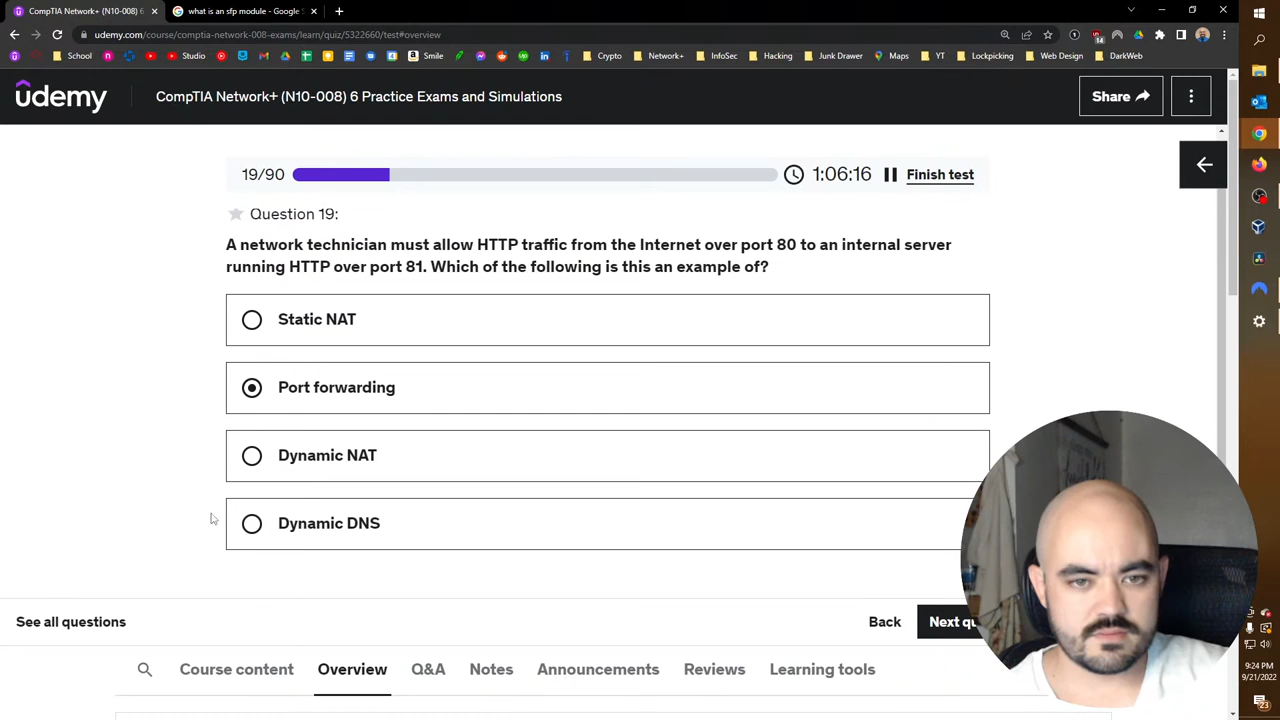 CompTIA Network+ (N10-008) 6
what is an sfp module - Google
udemy.com/course/comptia-network-008-exams/learn/quiz/5322660/test#overview
School
Studio
Smile
Crypto
Network+
InfoSec
Hacking
Junk Drawer
Maps
YT
Lockpicking
DarkWeb
ûdemy
CompTIA Network+ (N10-008) 6 Practice Exams and Simulations
Share
19/90
1:06:16
Finish test
Question 19:
A network technician must allow HTTP traffic from the Internet over port 80 to an internal server
running HTTP over port 81. Which of the following is this an example of?
Static NAT
Port forwarding
Dynamic NAT
Dynamic DNS
See all questions
Back
Next qu
Course content
Overview
Q&A
Notes
Announcements
Reviews
Learning tools
9:24 PM
9/21/2022
23